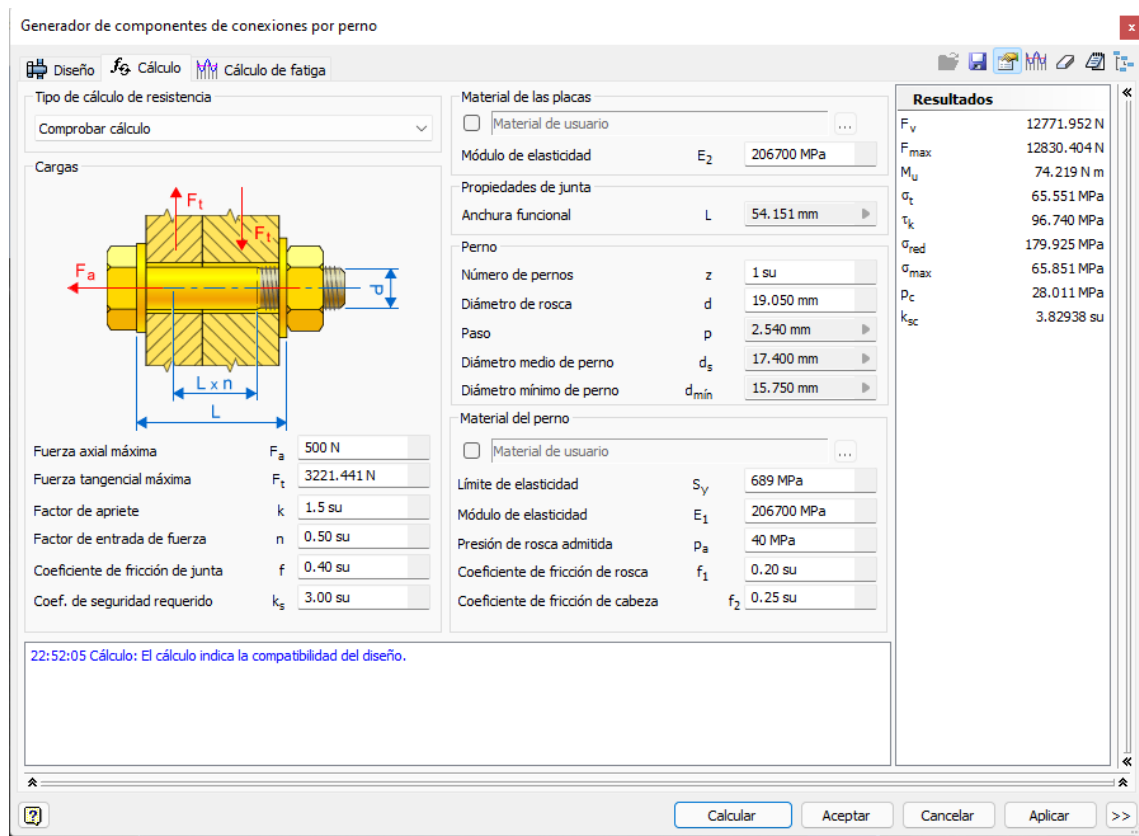 Generador de componentes de conexiones por perno
x
Diseño
fG Cálculo
Cálculo de fatiga
Tipo de cálculo de resistencia
Comprobar cálculo
Cargas
Ft
Ft
Fa
d
L x n
L
Fuerza axial máxima Fa 500 N
Fuerza tangencial máxima Ft 3221.441 N
Factor de apriete k 1.5 su
Factor de entrada de fuerza n 0.50 su
Coeficiente de fricción de junta f 0.40 su
Coef. de seguridad requerido ks 3.00 su
Material de las placas
Material de usuario ...
Módulo de elasticidad E2 206700 MPa
Propiedades de junta
Anchura funcional L 54.151 mm
Perno
Número de pernos z 1 su
Diámetro de rosca d 19.050 mm
Paso p 2.540 mm
Diámetro medio de perno ds 17.400 mm
Diámetro mínimo de perno dmín 15.750 mm
Material del perno
Material de usuario ...
Límite de elasticidad Sy 689 MPa
Módulo de elasticidad E1 206700 MPa
Presión de rosca admitida pa 40 MPa
Coeficiente de fricción de rosca f1 0.20 su
Coeficiente de fricción de cabeza f2 0.25 su
Resultados
Fv 12771.952 N
Fmax 12830.404 N
Mu 74.219 N m
σt 65.551 MPa
τk 96.740 MPa
σred 179.925 MPa
σmax 65.851 MPa
pc 28.011 MPa
ksc 3.82938 su
22:52:05 Cálculo: El cálculo indica la compatibilidad del diseño.
?
Calcular
Aceptar
Cancelar
Aplicar
>>